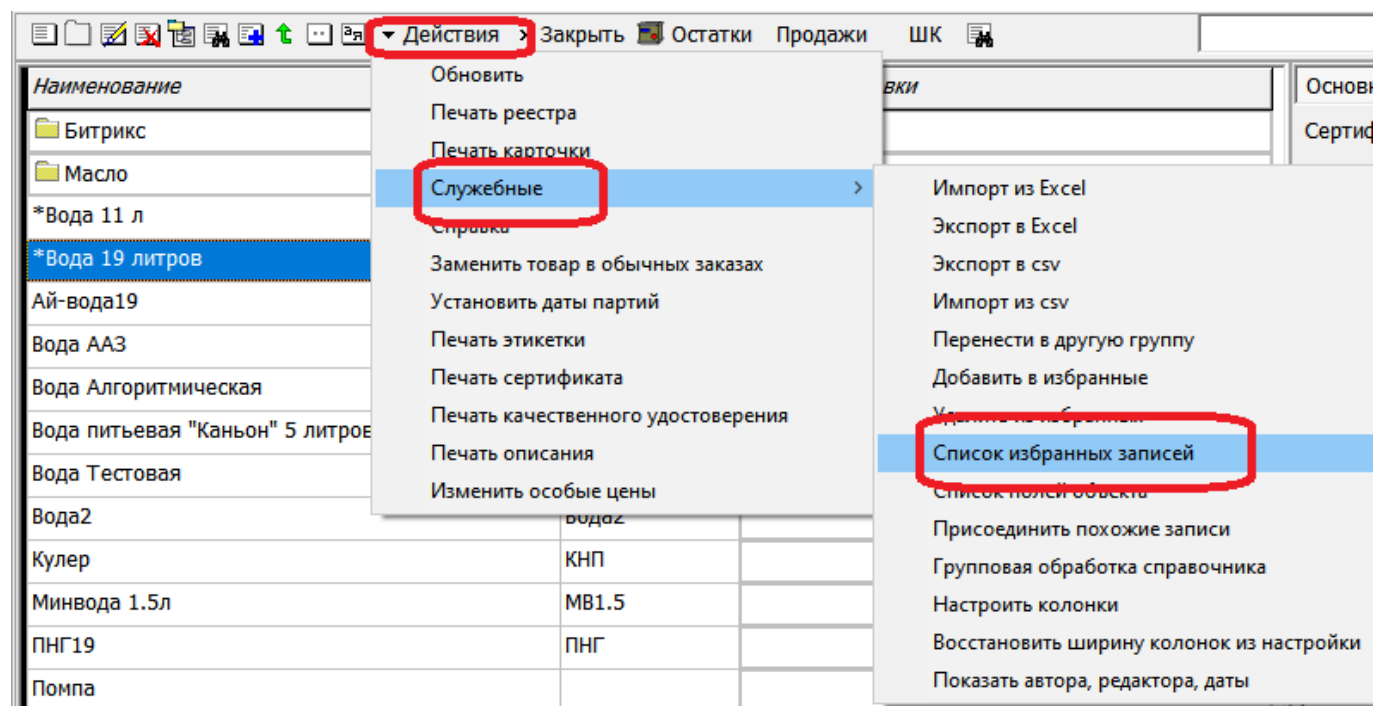 Действия Закрыть Остатки Продажи ШК
Наименование
вки
Основн
Битрикс
Сертиф
Масло
*Вода 11 л
*Вода 19 литров
Ай-вода19
Вода ААЗ
Вода Алгоритмическая
Вода питьевая "Каньон" 5 литров
Вода Тестовая
Вода2 Вода2
Кулер КНП
Минвода 1.5л МВ1.5
ПНГ19 ПНГ
Помпа
Обновить
Печать реестра
Печать карточки
Служебные
Справка
Заменить товар в обычных заказах
Установить даты партий
Печать этикетки
Печать сертификата
Печать качественного удостоверения
Печать описания
Изменить особые цены
Импорт из Excel
Экспорт в Excel
Экспорт в csv
Импорт из csv
Перенести в другую группу
Добавить в избранные
Удалить из избранных
Список избранных записей
Список полей объекта
Присоединить похожие записи
Групповая обработка справочника
Настроить колонки
Восстановить ширину колонок из настройки
Показать автора, редактора, даты